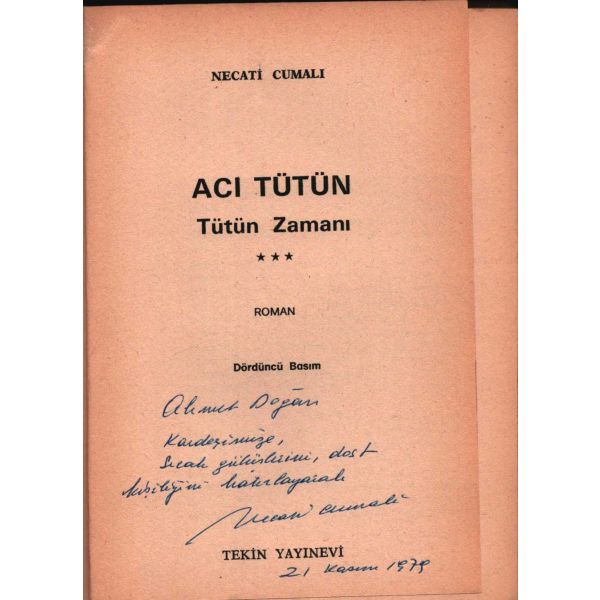 NECATİ CUMALI
ACI TÜTÜN
Tütün Zamanı
★★★
ROMAN
Dördüncü Basım
Ahmet Doğan
Kardeşimize,
Sıcak gülüşlerini, dost
kişiliğini hatırlayarak
Necati Cumalı
TEKİN YAYINEVİ
21 Kasım 1979